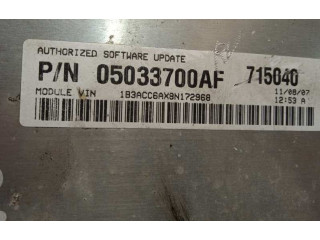 AUTHORIZED SOFTWARE UPDATE
P/N 05033700AF 715040
MODULE VIN 11/08/07
1B3ACC6AX8N172968 12:53 A